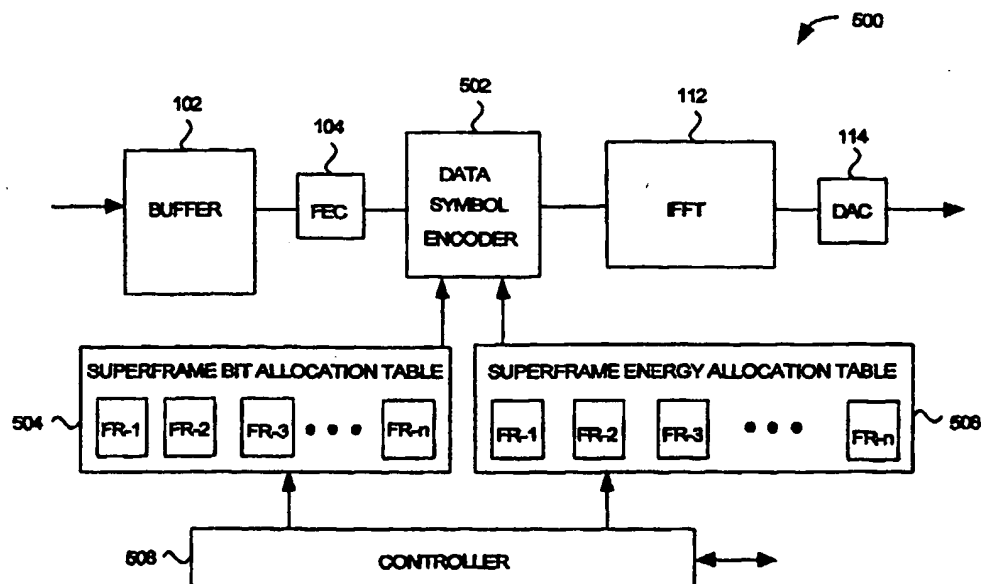 500
102
104
502
112
114
BUFFER
FEC
DATA
SYMBOL
ENCODER
IFFT
DAC
SUPERFRAME BIT ALLOCATION TABLE
FR-1 FR-2 FR-3 FR-n
504
SUPERFRAME ENERGY ALLOCATION TABLE
FR-1 FR-2 FR-3 FR-n
508
508
CONTROLLER